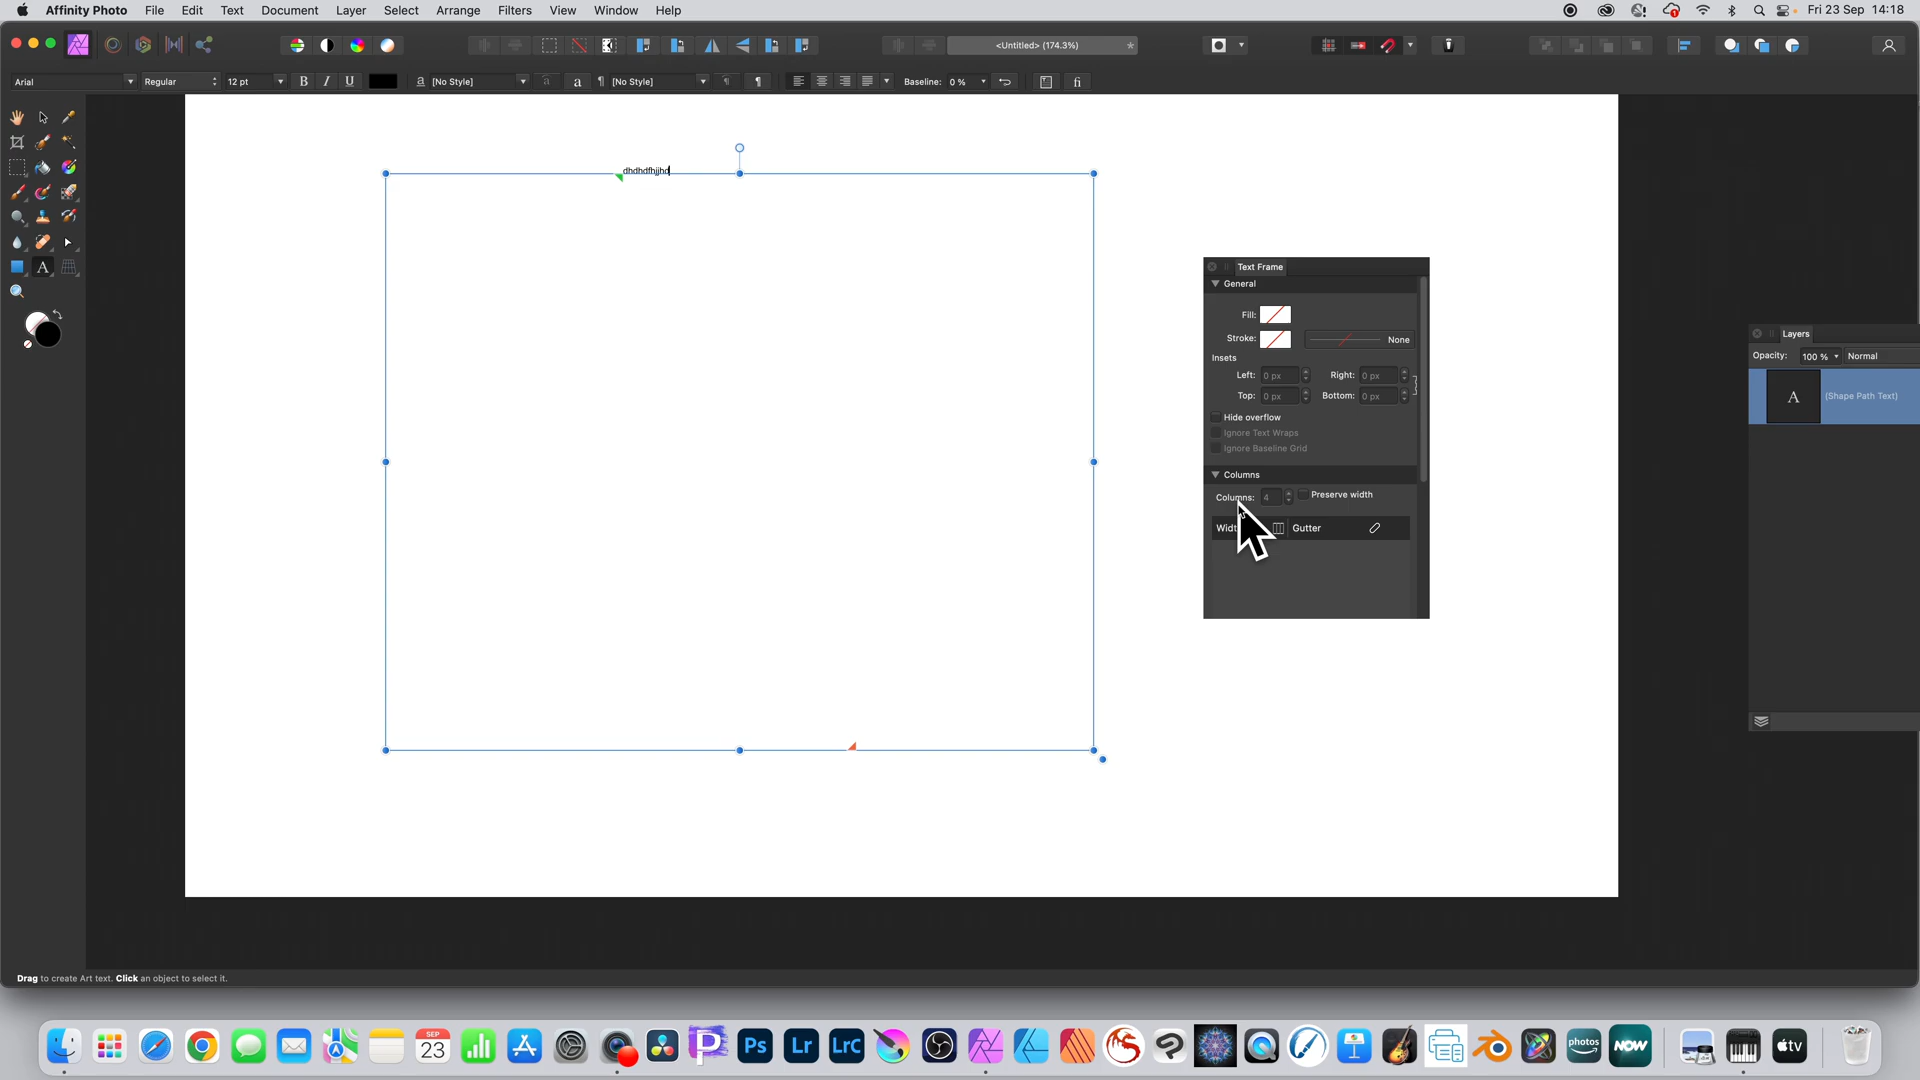 Affinity Photo File Edit Text Document Layer Select Arrange Filters View Window Help Fri 23 Sep 14:18
<Untitled> (174.3%) *
Arial Regular 12 pt B I U a [No Style] a a ¶ [No Style] ¶ ¶ Baseline: 0 % fi
dhdhdfhjjhd
Text Frame
General
Fill:
Stroke: None
Insets
Left: 0 px Right: 0 px
Top: 0 px Bottom: 0 px
Hide overflow
Ignore Text Wraps
Ignore Baseline Grid
Columns
Columns: 4 Preserve width
Gutter
Layers
Opacity: 100 % Normal
A (Shape Path Text)
A
Drag to create Art text. Click an object to select it.
SEP
23
Ps Lr LrC photos NOW tv